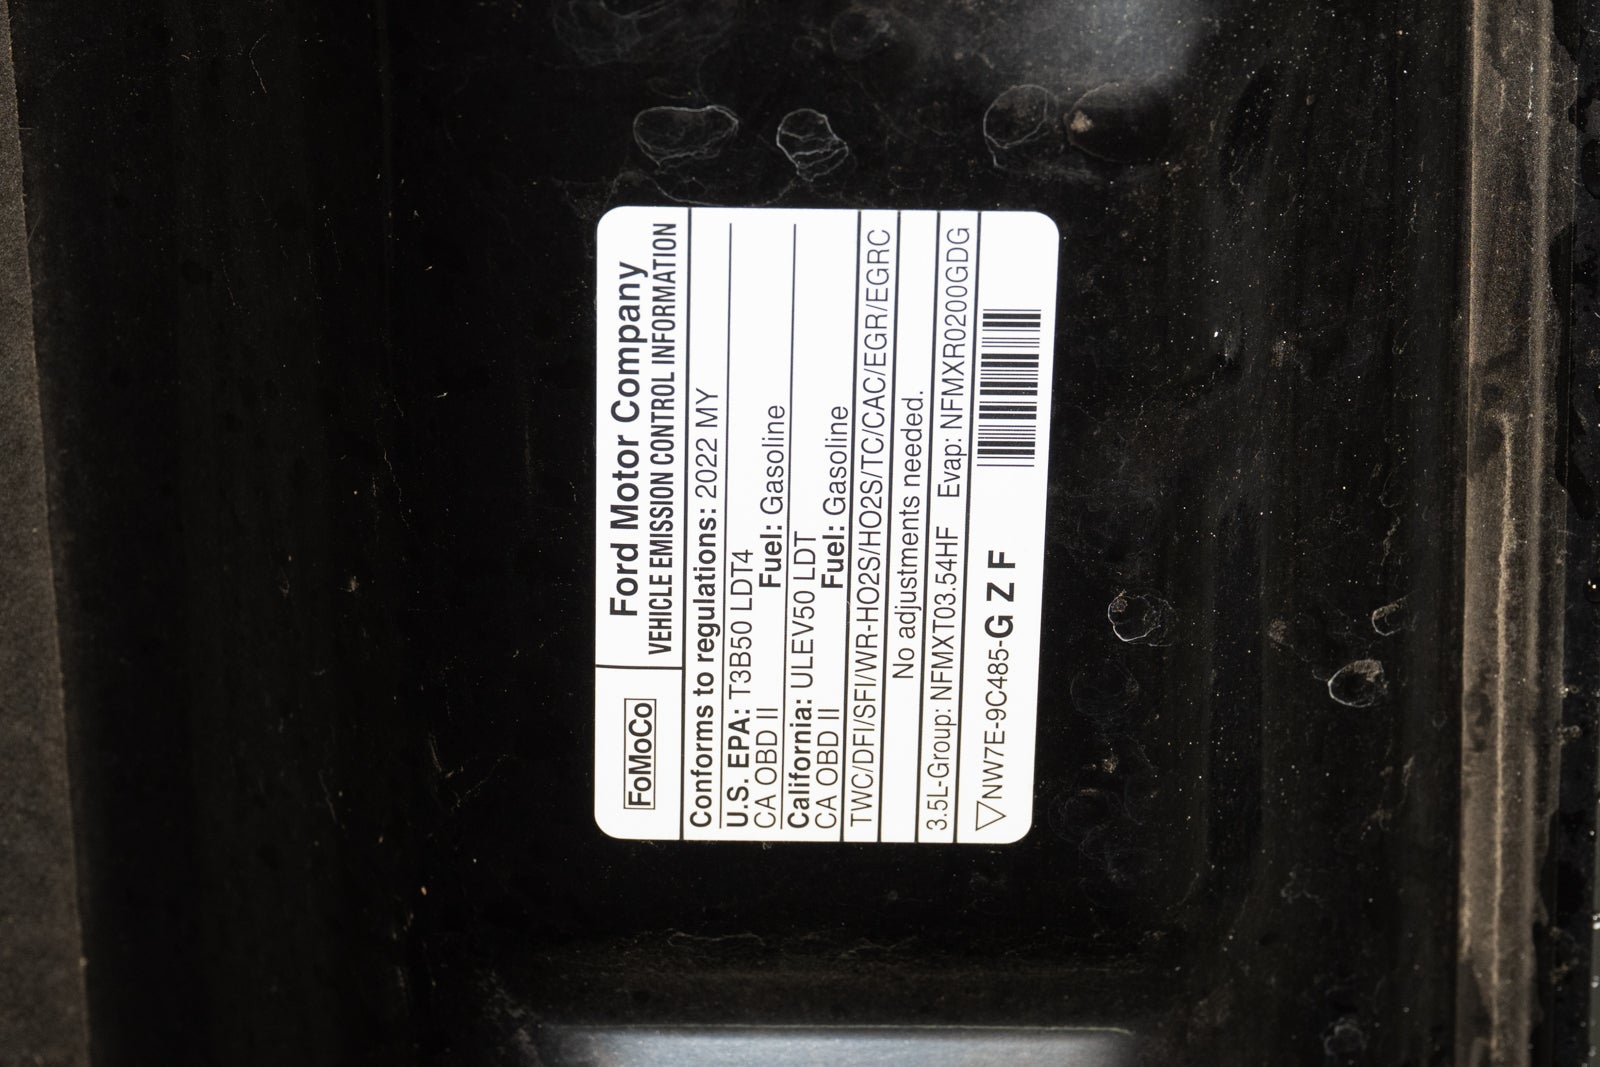 FoMoCo
Ford Motor Company
VEHICLE EMISSION CONTROL INFORMATION
Conforms to regulations: 2022 MY
U.S. EPA: T3B50 LDT4
CA OBD II Fuel: Gasoline
California: ULEV50 LDT
CA OBD II Fuel: Gasoline
TWC/DFI/SFI/WR-HO2S/HO2S/TC/CAC/EGR/EGRC
No adjustments needed.
3.5L-Group: NFMXT03.54HF Evap: NFMXR0200GDG
NW7E-9C485-G Z F